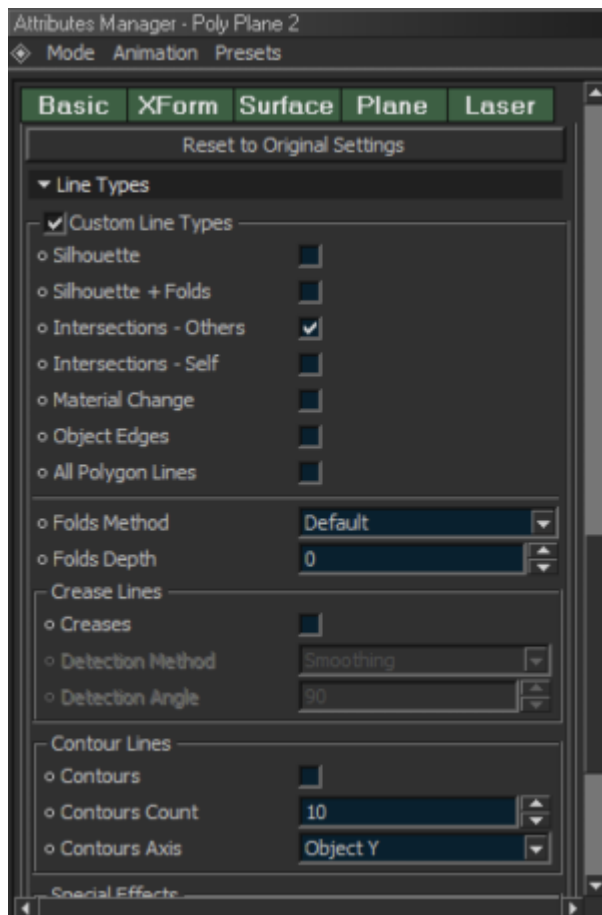 Attributes Manager - Poly Plane 2
Mode Animation Presets
Basic XForm Surface Plane Laser
Reset to Original Settings
Line Types
Custom Line Types
Silhouette
Silhouette + Folds
Intersections - Others
Intersections - Self
Material Change
Object Edges
All Polygon Lines
Folds Method Default
Folds Depth 0
Crease Lines
Creases
Detection Method Smoothing
Detection Angle 90
Contour Lines
Contours
Contours Count 10
Contours Axis Object Y
Special Effects